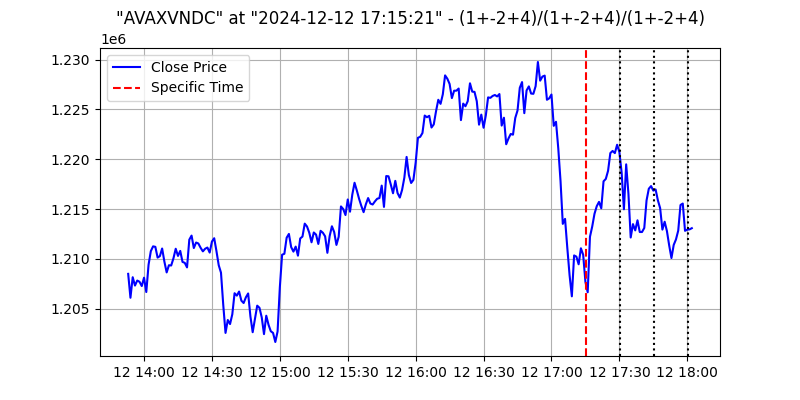 "AVAXVNDC" at "2024-12-12 17:15:21" - (1+-2+4)/(1+-2+4)/(1+-2+4)
1e6
Close Price
Specific Time
1.230
1.225
1.220
1.215
1.210
1.205
12 14:00 12 14:30 12 15:00 12 15:30 12 16:00 12 16:30 12 17:00 12 17:30 12 18:00